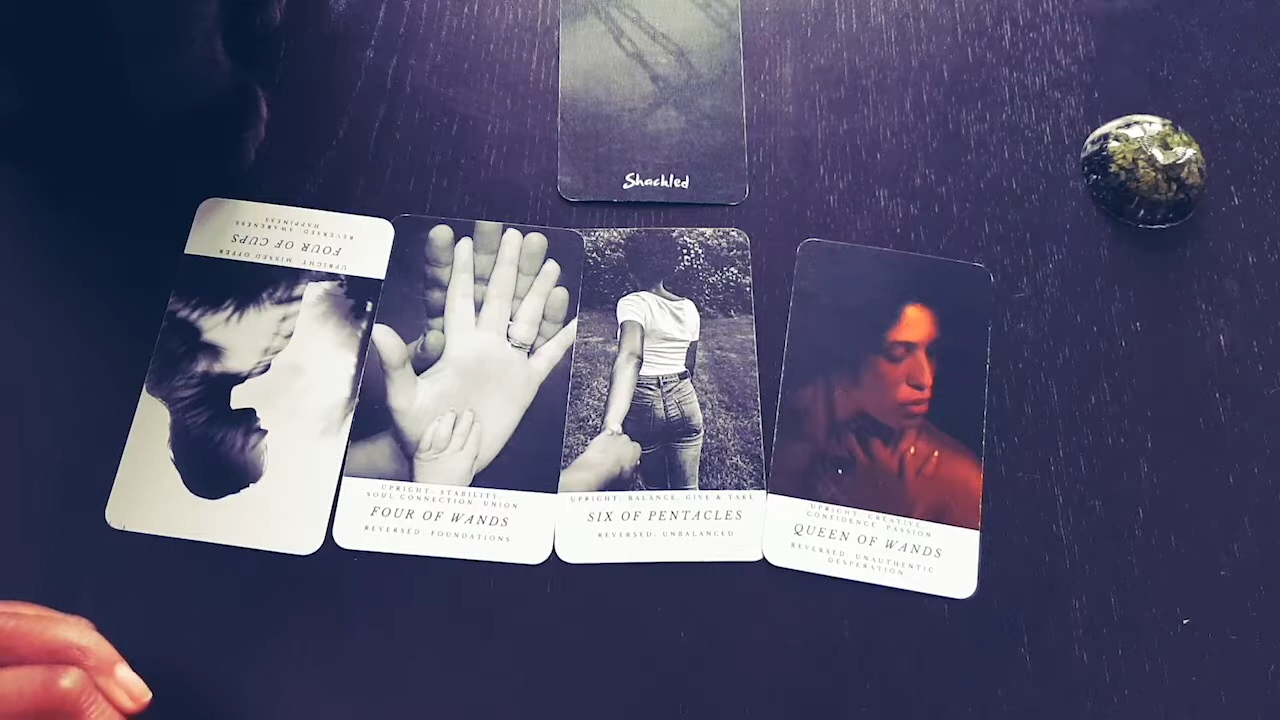 Shackled
UPRIGHT: MISSED OFFER
FOUR OF CUPS
REVERSED: AWARENESS
HAPPINESS
UPRIGHT: STABILITY,
SOUL CONNECTION, UNION
FOUR OF WANDS
REVERSED: FOUNDATIONS
UPRIGHT: BALANCE, GIVE & TAKE
SIX OF PENTACLES
REVERSED: UNBALANCED
UPRIGHT: CREATIVE,
CONFIDENCE, PASSION
QUEEN OF WANDS
REVERSED: UNAUTHENTIC
DESPERATION